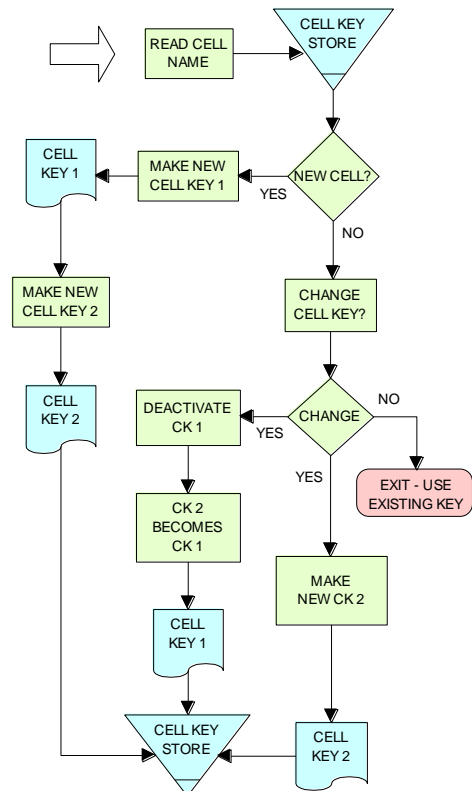 READ CELL
NAME
CELL KEY
STORE
CELL
KEY 1
MAKE NEW
CELL KEY 1
YES
NEW CELL?
NO
MAKE NEW
CELL KEY 2
CHANGE
CELL KEY?
CELL
KEY 2
DEACTIVATE
CK 1
YES
CHANGE
NO
YES
EXIT - USE
EXISTING KEY
CK 2
BECOMES
CK 1
MAKE
NEW CK 2
CELL
KEY 1
CELL KEY
STORE
CELL
KEY 2